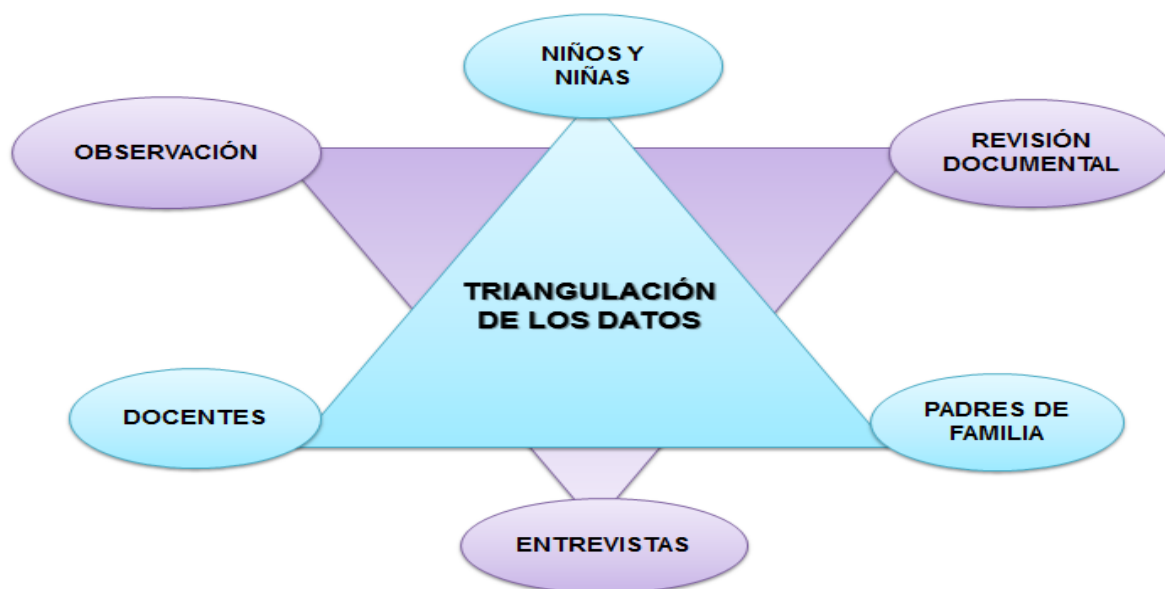 NIÑOS Y
NIÑAS
OBSERVACIÓN
REVISIÓN
DOCUMENTAL
TRIANGULACIÓN
DE LOS DATOS
DOCENTES
PADRES DE
FAMILIA
ENTREVISTAS